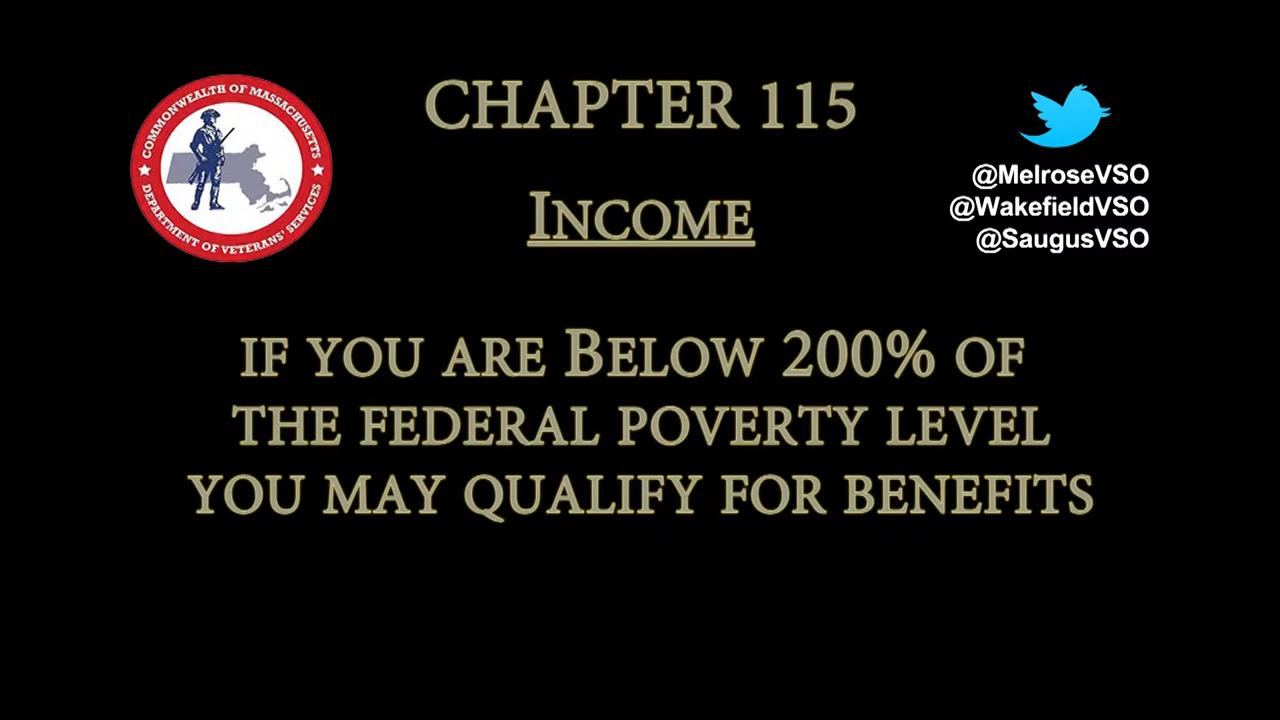 COMMONWEALTH OF MASSACHUSETTS
DEPARTMENT OF VETERANS' SERVICES
CHAPTER 115
INCOME
@MelroseVSO
@WakefieldVSO
@SaugusVSO
IF YOU ARE BELOW 200% OF
THE FEDERAL POVERTY LEVEL
YOU MAY QUALIFY FOR BENEFITS